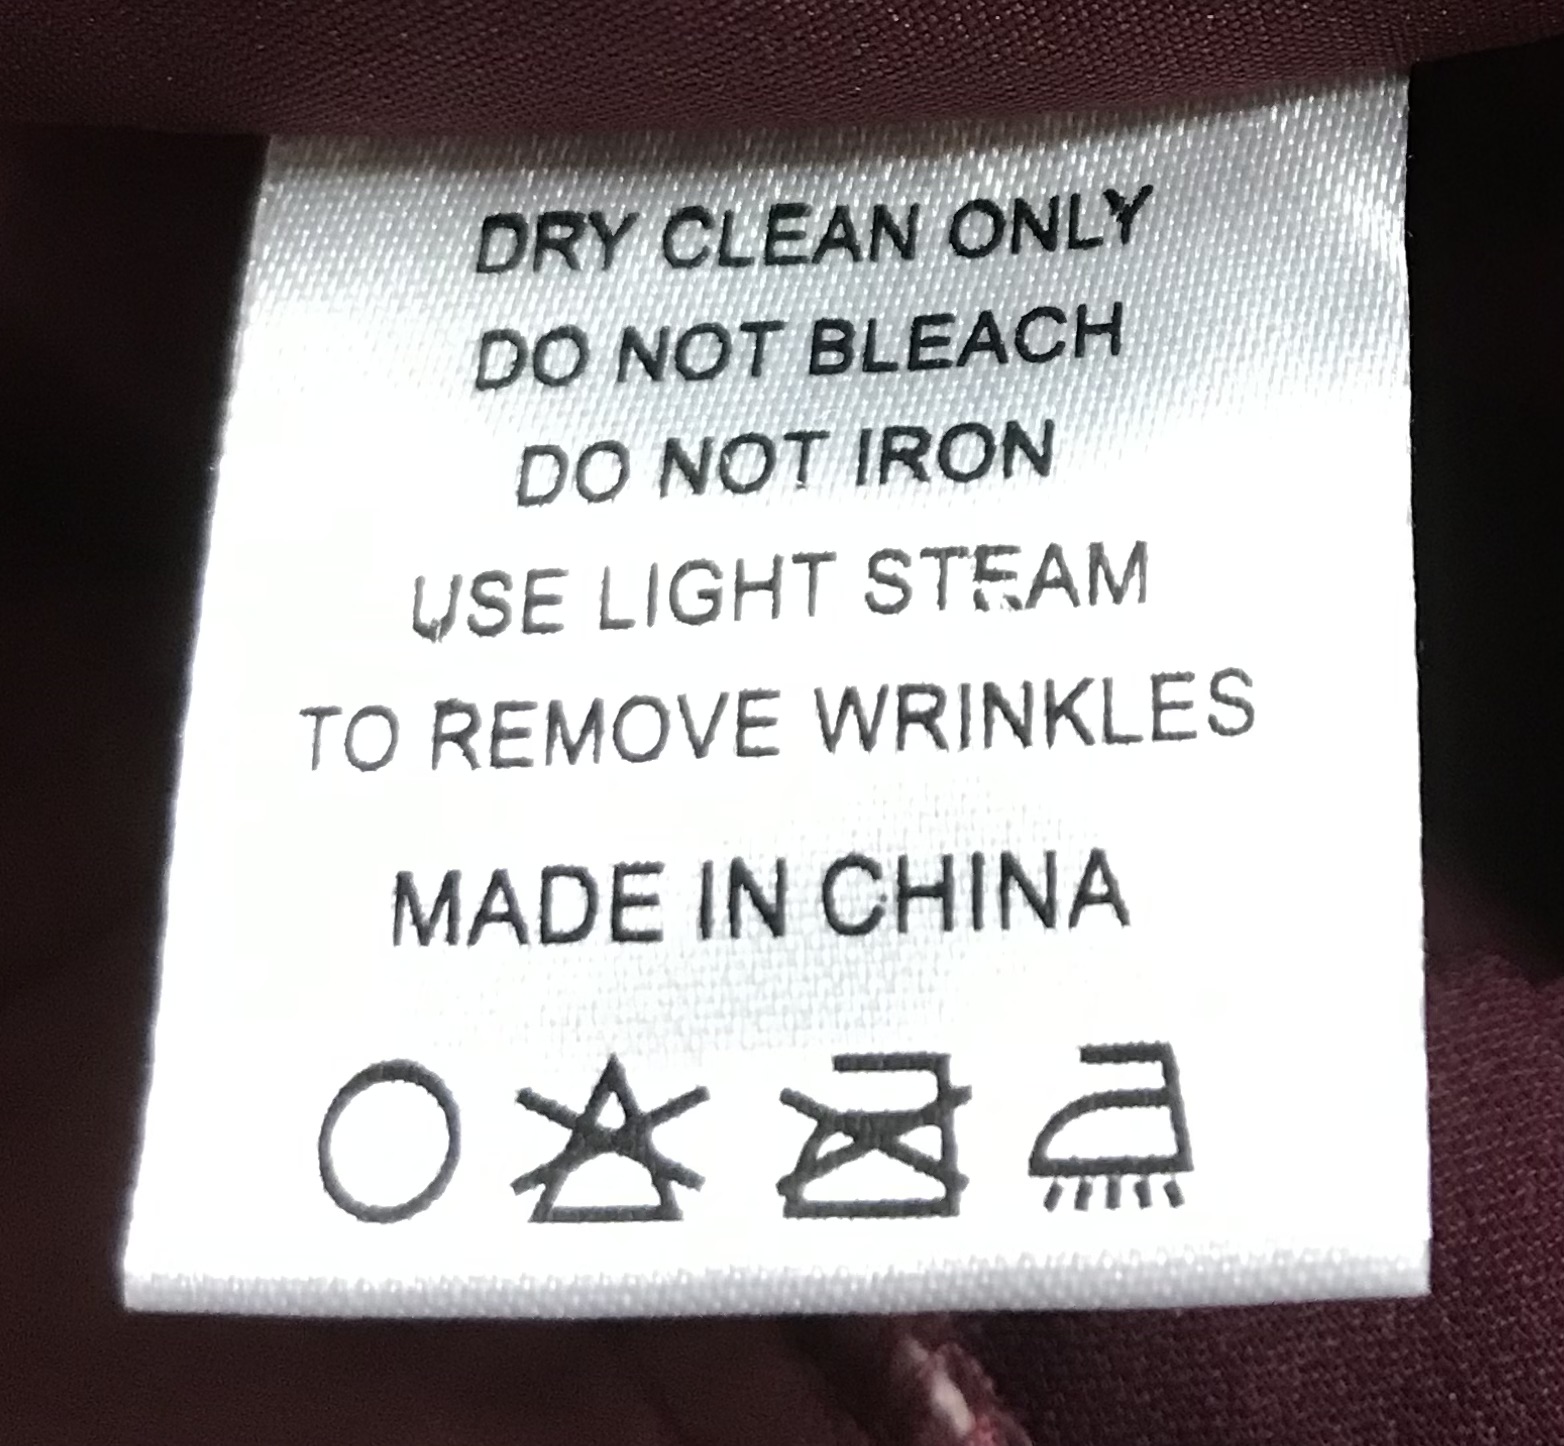 DRY CLEAN ONLY
DO NOT BLEACH
DO NOT IRON
USE LIGHT STEAM
TO REMOVE WRINKLES
MADE IN CHINA